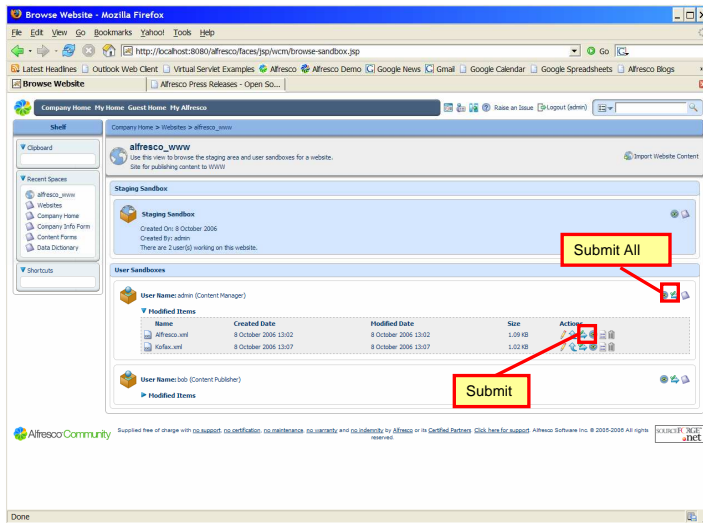 Browse Website - Mozilla Firefox
File Edit View Go Bookmarks Yahoo! Tools Help
http://localhost:8080/alfresco/faces/jsp/wcm/browse-sandbox.jsp Go
Latest Headlines Outlook Web Client Virtual Servlet Examples Alfresco Alfresco Demo Google News Gmail Google Calendar Google Spreadsheets Alfresco Blogs
Browse Website Alfresco Press Releases - Open So...
Company Home My Home Guest Home My Alfresco Raise an Issue Logout (admin)
Shelf
Company Home > Websites > alfresco_www
Clipboard
alfresco_www
Use this view to browse the staging area and user sandboxes for a website.
Site for publishing content to WWW
Import Website Content
Recent Spaces
alfresco_www
Websites
Company Home
Company Info Form
Content Forms
Data Dictionary
Shortcuts
Staging Sandbox
Staging Sandbox
Created On: 8 October 2006
Created By: admin
There are 2 user(s) working on this website.
Submit All
User Sandboxes
User Name: admin (Content Manager)
Modified Items
Name Created Date Modified Date Size Actions
Alfresco.xml 8 October 2006 13:02 8 October 2006 13:02 1.09 KB
Kofax.xml 8 October 2006 13:07 8 October 2006 13:07 1.02 KB
Submit
User Name: bob (Content Publisher)
Modified Items
Alfresco Community
Supplied free of charge with no support, no certification, no maintenance, no warranty and no indemnity by Alfresco or its Certified Partners. Click here for support. Alfresco Software Inc. © 2005-2006 All rights reserved.
SOURCEFORGE .net
Done